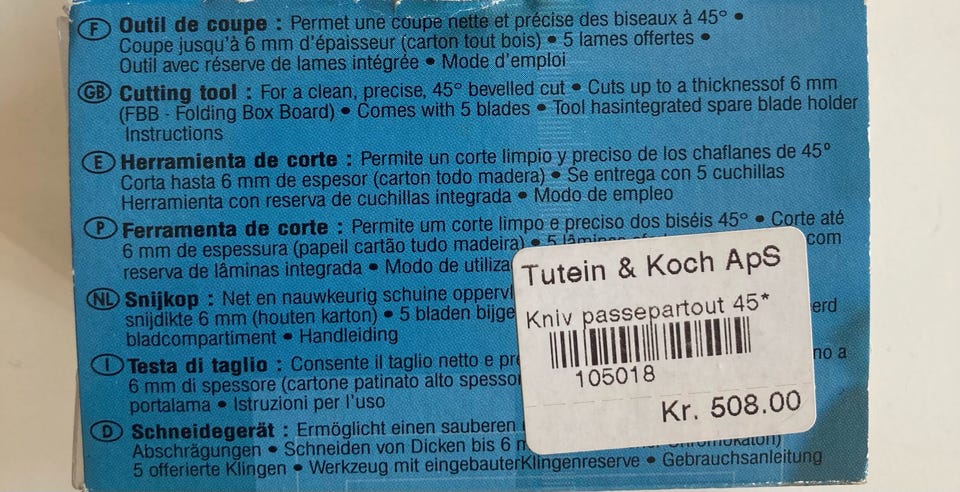 F Outil de coupe : Permet une coupe nette et précise des biseaux à 45° •
Coupe jusqu'à 6 mm d'épaisseur (carton tout bois) • 5 lames offertes •
Outil avec réserve de lames intégrée • Mode d'emploi
GB Cutting tool : For a clean, precise, 45° bevelled cut • Cuts up to a thicknessof 6 mm
(FBB - Folding Box Board) • Comes with 5 blades • Tool hasintegrated spare blade holder
Instructions
E Herramienta de corte : Permite un corte limpio y preciso de los chaflanes de 45°
Corta hasta 6 mm de espesor (carton todo madera) • Se entrega con 5 cuchillas
Herramienta con reserva de cuchillas integrada • Modo de empleo
P Ferramenta de corte : Permite um corte limpo e preciso dos biséis 45° • Corte até
6 mm de espessura (papeil cartão tudo madeira) • 5 lâminas com
reserva de lâminas integrada • Modo de utiliza
NL Snijkop : Net en nauwkeurig schuine oppervl
snijdikte 6 mm (houten karton) • 5 bladen bijge erd
bladcompartiment • Handleiding
I Testa di taglio : Consente il taglio netto e pre no a
6 mm di spessore (cartone patinato alto spesso
portalama • Istruzioni per l'uso
D Schneidegerät : Ermöglicht einen sauberen
Abschrägungen • Schneiden von Dicken bis 6 m
5 offerierte Klingen • Werkzeug mit eingebauterKlingenreserve • Gebrauchsanleitung
Tutein & Koch ApS
Kniv passepartout 45*
105018
Kr. 508.00